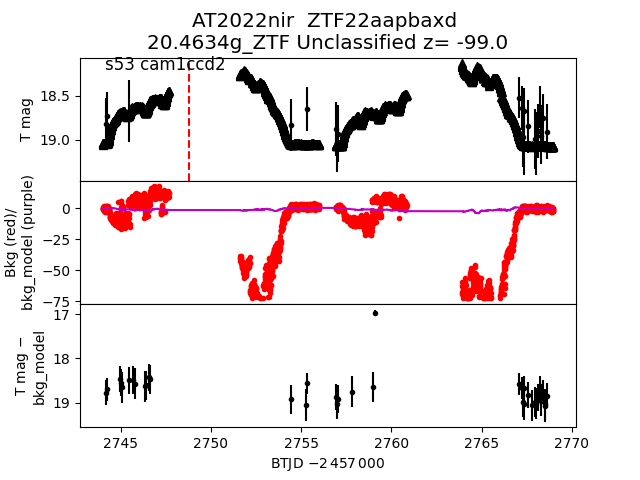 AT2022nir  ZTF22aapbaxd
20.4634g_ZTF Unclassified z= -99.0
s53 cam1ccd2
T mag
18.5
19.0
Bkg (red)/
bkg_model (purple)
0
−25
−50
−75
T mag −
bkg_model
17
18
19
2745
2750
2755
2760
2765
2770
BTJD −2 457 000